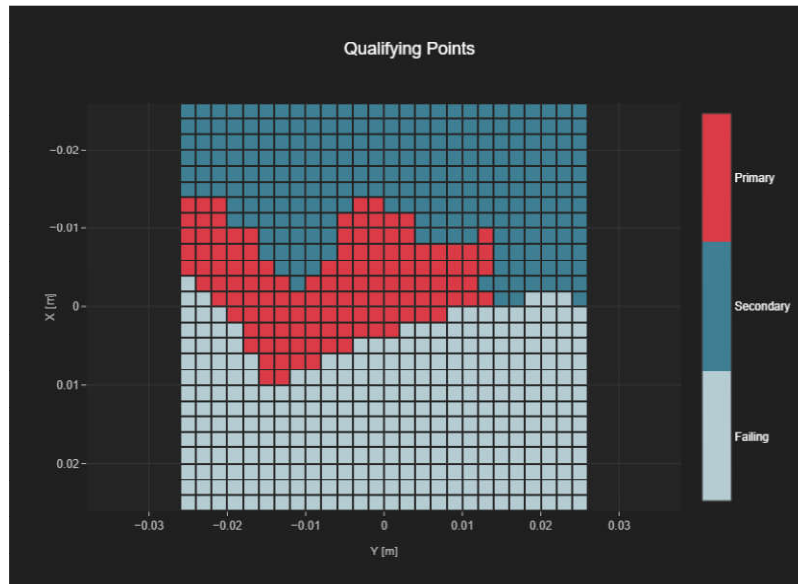 Qualifying Points
−0.02
−0.01
0
0.01
0.02
X [m]
−0.03
−0.02
−0.01
0
0.01
0.02
0.03
Y [m]
Primary
Secondary
Failing